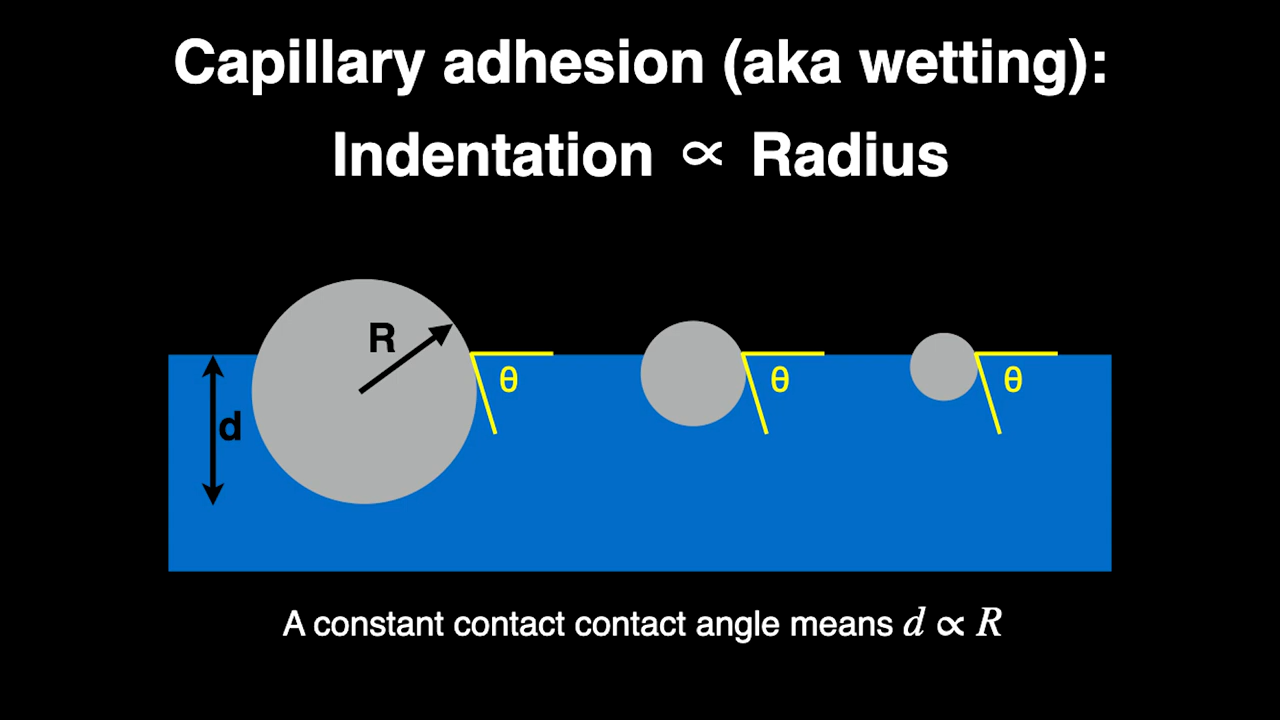 Capillary adhesion (aka wetting):
Indentation ∝ Radius
R
θ
θ
θ
d
A constant contact contact angle means d ∝ R